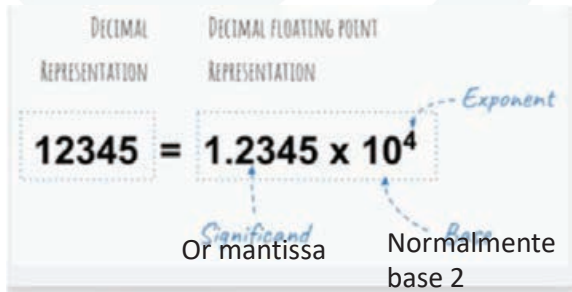 DECIMAL REPRESENTATION
DECIMAL FLOATING POINT REPRESENTATION
12345 = 1.2345 x 10⁴
Exponent
Significand
Or mantissa
Base
Normalmente
base 2